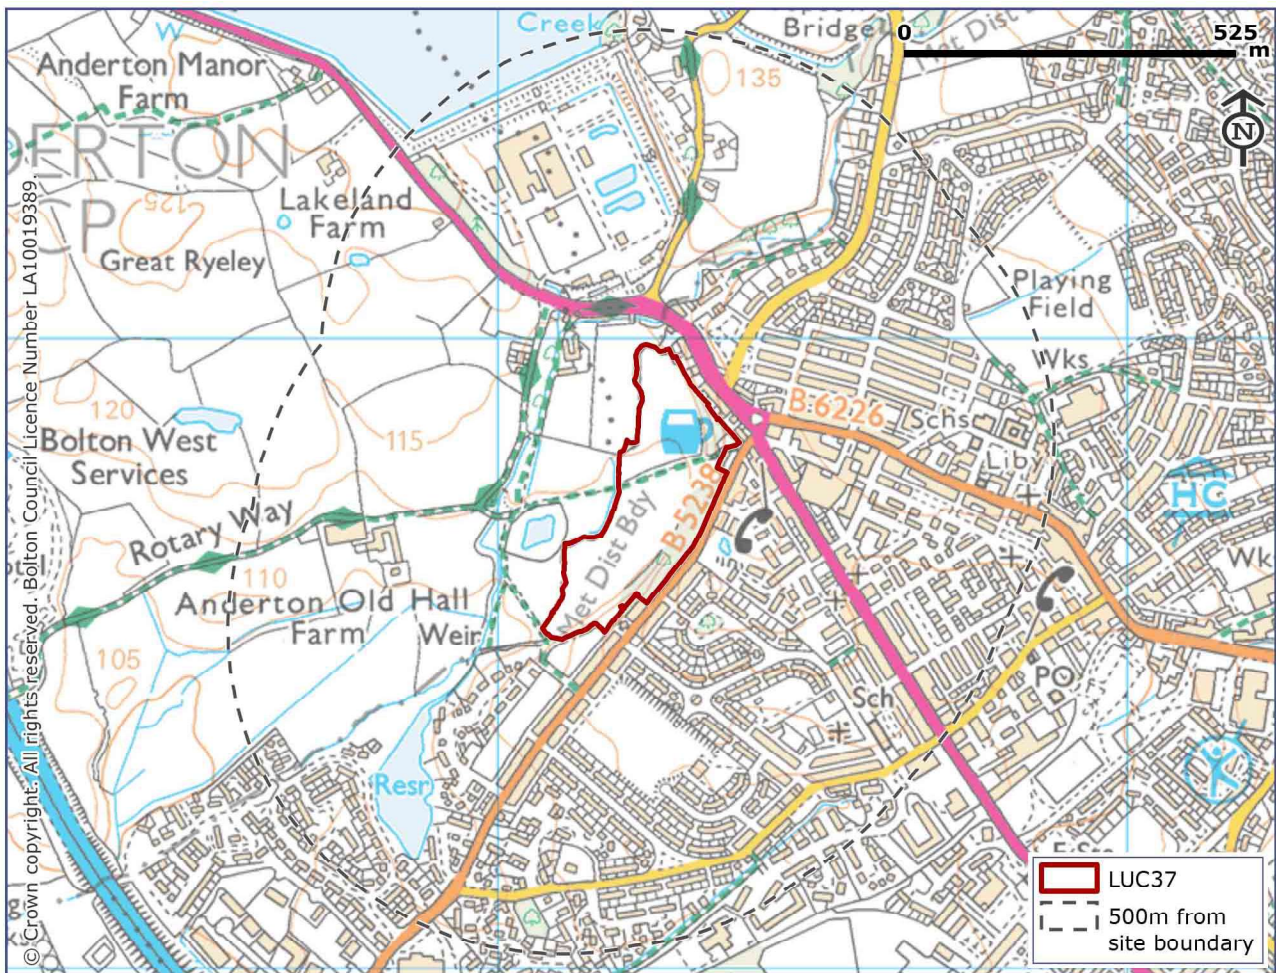 W
Creek
Bridge
0
525
m
Anderton Manor
Farm
135
N
ERTON
CP
125
Lakeland
Farm
Great Ryeley
Playing
Field
Wks
120
Bolton West
Services
115
B 6226
Schs
Liby
HC
Rotary Way
B 5238
Met Dist Bdy
110
Anderton Old Hall
Farm
Weir
105
Wk
PO
Sch
Resr
LUC37
500m from
site boundary
© Crown copyright. All rights reserved. Bolton Council Licence Number LA10019389.